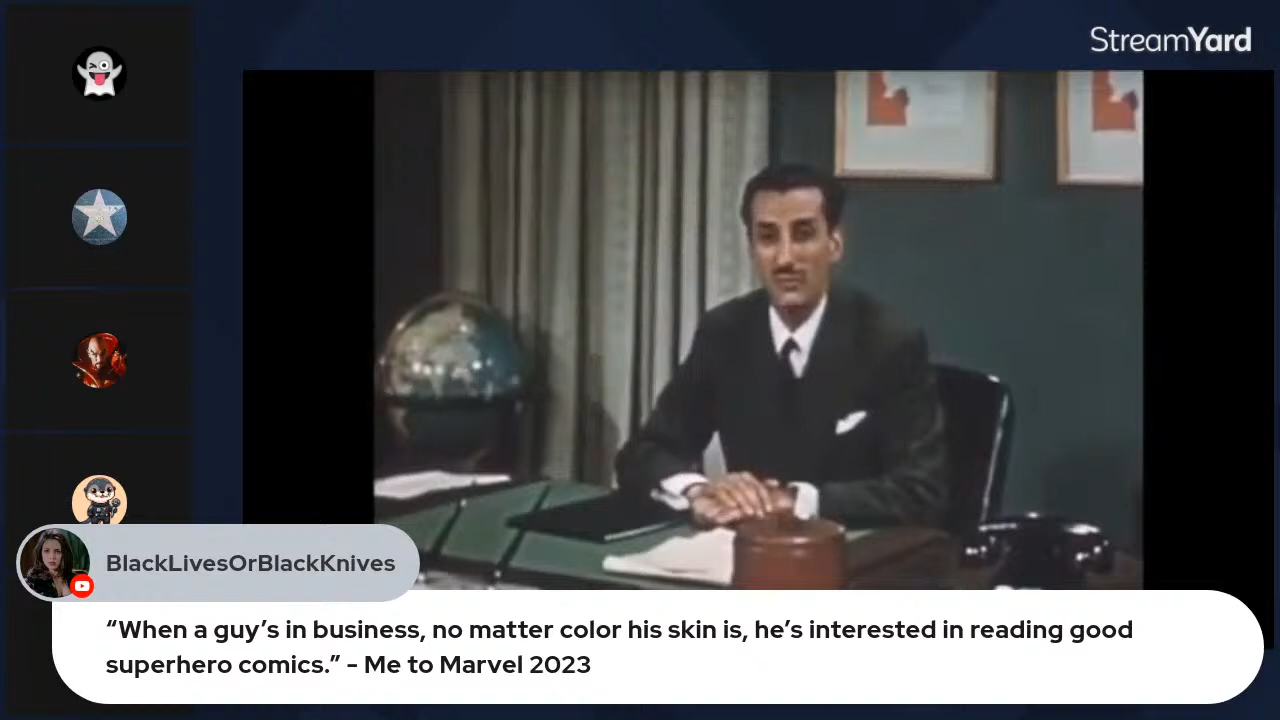 StreamYard
BlackLivesOrBlackKnives
“When a guy’s in business, no matter color his skin is, he’s interested in reading good
superhero comics.” - Me to Marvel 2023